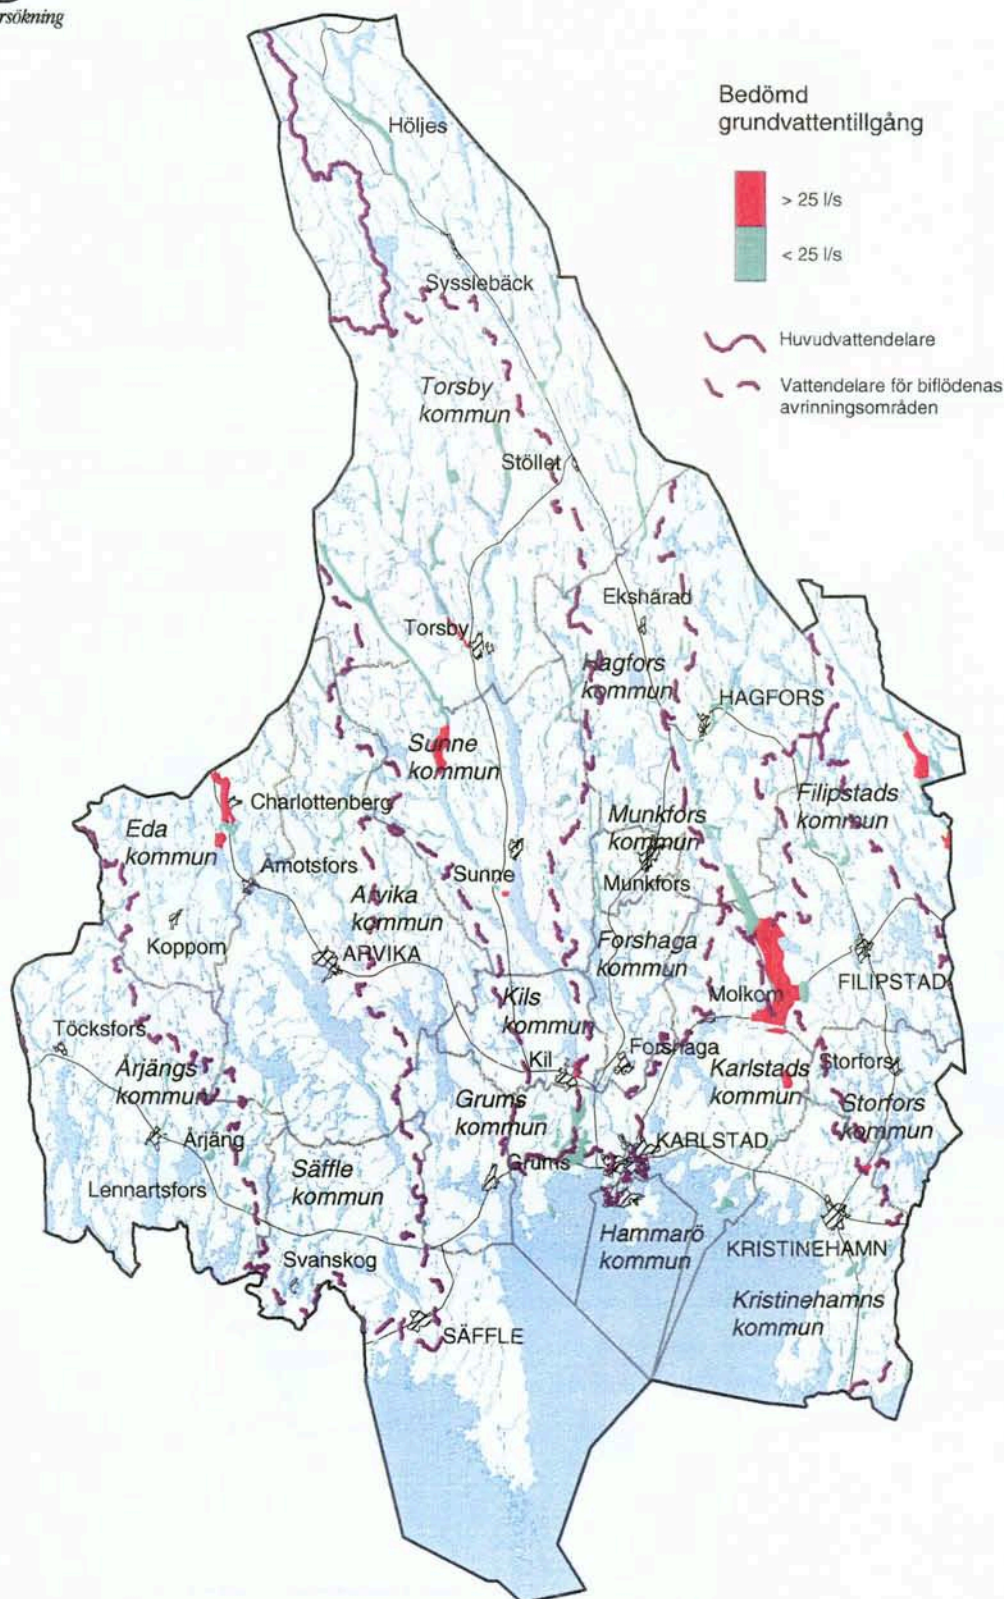 Bedömd
grundvattentillgång
> 25 l/s
< 25 l/s
Huvudvattendelare
Vattendelare för biflödenas
avrinningsområden
Höljes
Sysslebäck
Torsby
kommun
Stöllet
Ekshärad
Torsby
Hagfors
kommun
HAGFORS
Sunne
kommun
Charlottenberg
Filipstads
kommun
Eda
kommun
Munkfors
kommun
Åmotsfors
Sunne
Munkfors
Arvika
kommun
Koppom
ARVIKA
Forshaga
kommun
FILIPSTAD
Molkom
Kils
kommun
Töcksfors
Forshaga
Kil
Storfors
Årjängs
kommun
Karlstads
kommun
Grums
kommun
Storfors
kommun
Årjäng
KARLSTAD
Grums
Säffle
kommun
Lennartsfors
Hammarö
kommun
KRISTINEHAMN
Svanskog
Kristinehamns
kommun
SÄFFLE